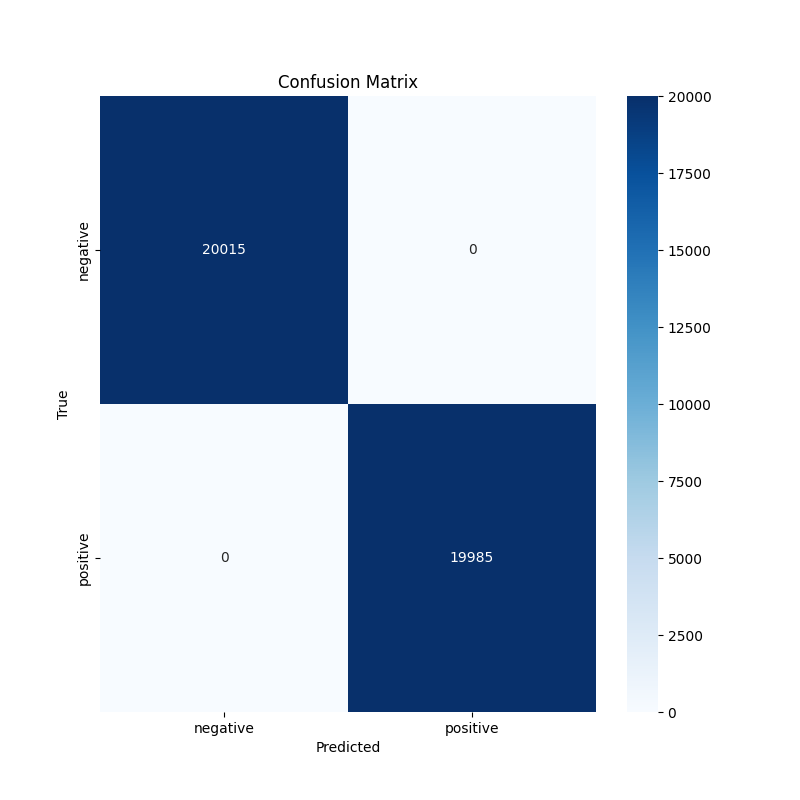 Confusion Matrix
True
negative
positive
20015
0
0
19985
negative
positive
Predicted
20000
17500
15000
12500
10000
7500
5000
2500
0